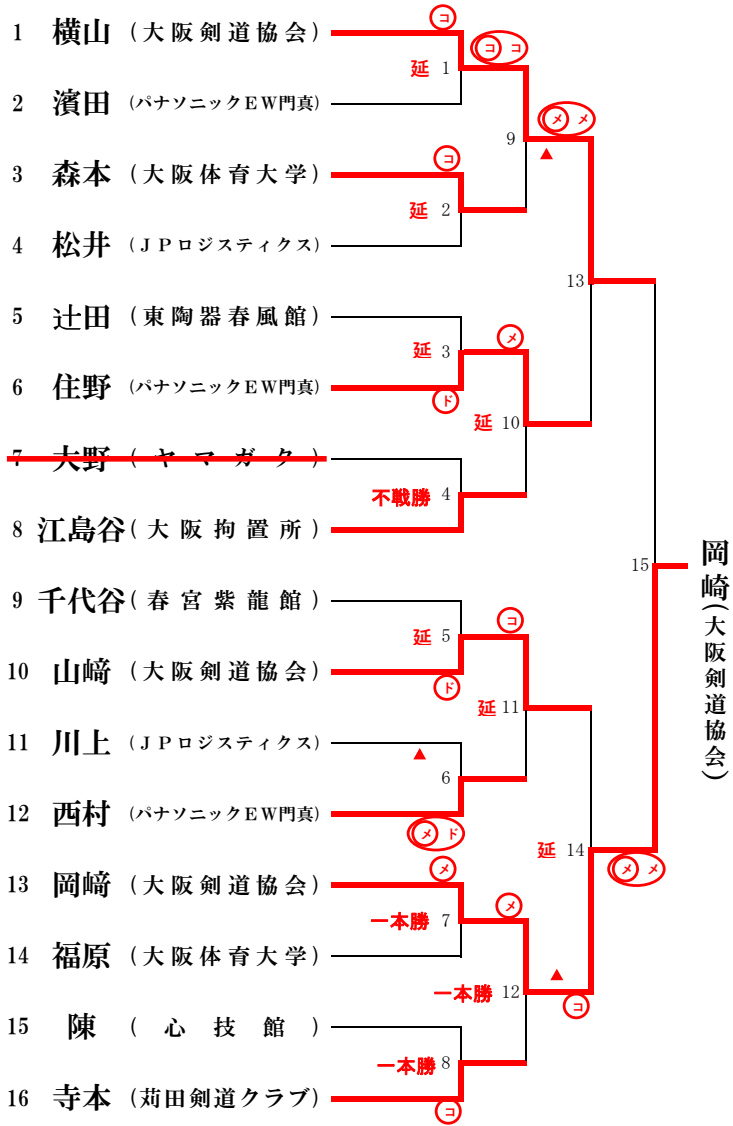 1 横山 (大阪剣道協会)
2 濱田 (パナソニックEW門真)
3 森本 (大阪体育大学)
4 松井 (JPロジスティクス)
5 辻田 (東陶器春風館)
6 住野 (パナソニックEW門真)
7 大野 (ヤマガタ)
8 江島谷 (大阪拘置所)
9 千代谷 (春宮紫龍館)
10 山﨑 (大阪剣道協会)
11 川上 (JPロジスティクス)
12 西村 (パナソニックEW門真)
13 岡﨑 (大阪剣道協会)
14 福原 (大阪体育大学)
15 陳 (心技館)
16 寺本 (苅田剣道クラブ)
コ
延 1
コ
延 2
延 3
ド
不戦勝 4
延 5
ド
▲
6
メ ド
メ
一本勝 7
一本勝 8
コ
コ コ
9
メ
延 10
コ
延 11
メ
一本勝 12
メ メ
▲
13
延 14
▲
コ
メ メ
15
岡﨑(大阪剣道協会)